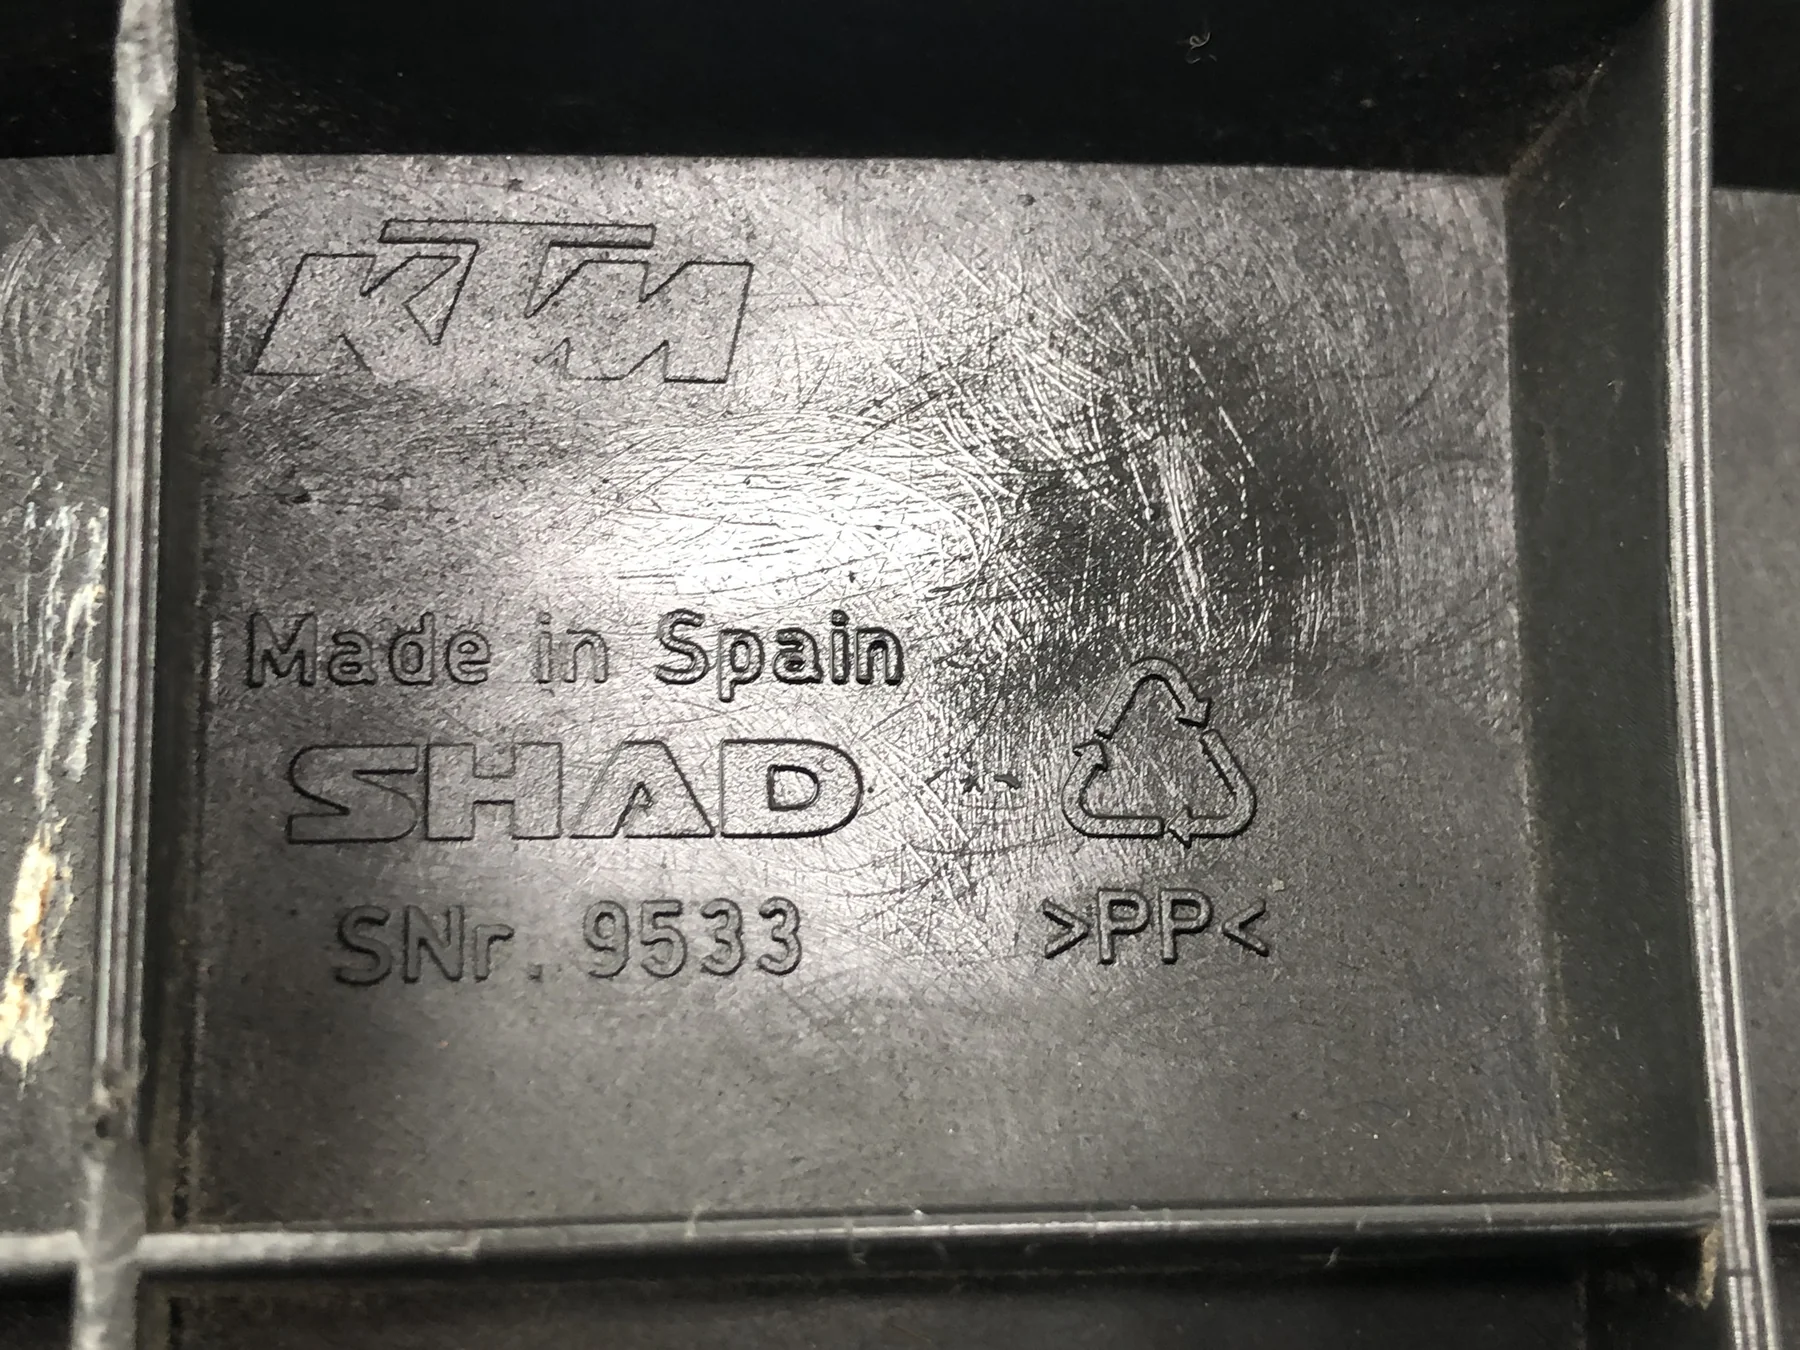 KTM
Made in Spain
SHAD
SNr. 9533 >PP<